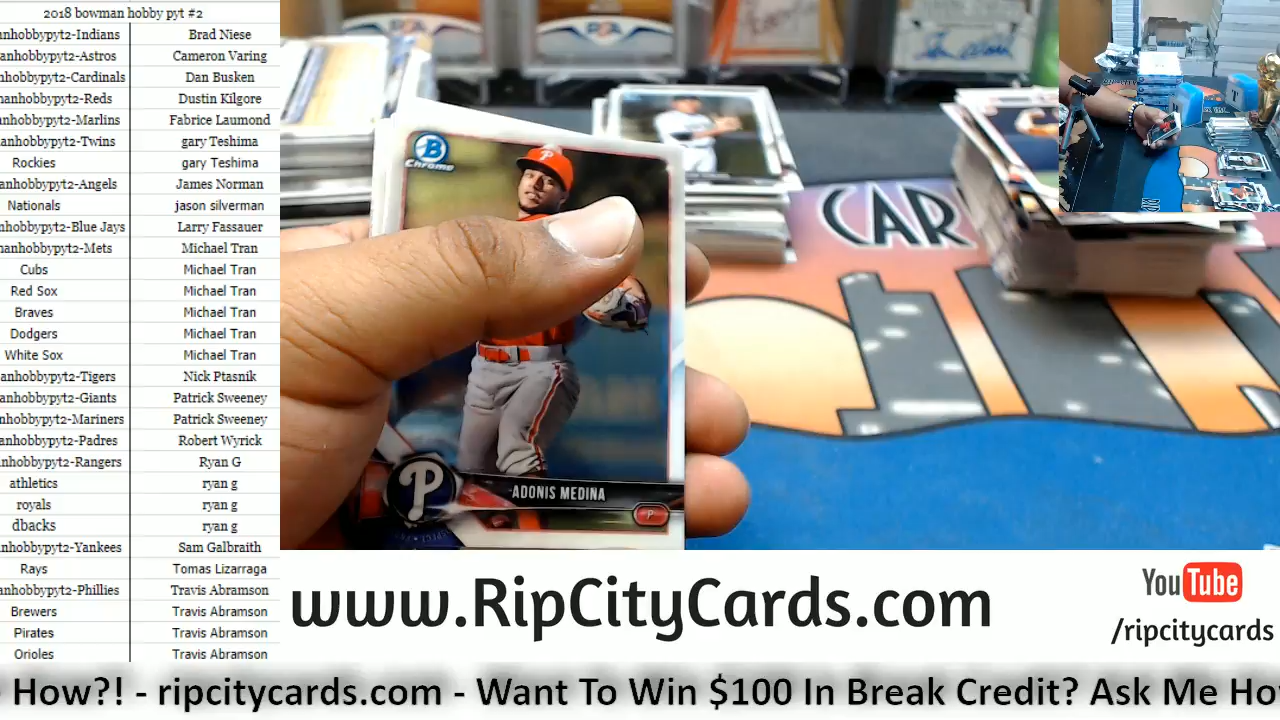 2018 bowman hobby pyt #2
anhobbypyt2-Indians Brad Niese
anhobbypyt2-Astros Cameron Varing
nhobbypyt2-Cardinals Dan Busken
manhobbypyt2-Reds Dustin Kilgore
manhobbypyt2-Marlins Fabrice Laumond
anhobbypyt2-Twins gary Teshima
Rockies gary Teshima
anhobbypyt2-Angels James Norman
Nationals jason silverman
anhobbypyt2-Blue Jays Larry Fassauer
manhobbypyt2-Mets Michael Tran
Cubs Michael Tran
Red Sox Michael Tran
Braves Michael Tran
Dodgers Michael Tran
White Sox Michael Tran
anhobbypyt2-Tigers Nick Ptasnik
anhobbypyt2-Giants Patrick Sweeney
nhobbypyt2-Mariners Patrick Sweeney
anhobbypyt2-Padres Robert Wyrick
nhobbypyt2-Rangers Ryan G
athletics ryan g
royals ryan g
dbacks ryan g
nhobbypyt2-Yankees Sam Galbraith
Rays Tomas Lizarraga
anhobbypyt2-Phillies Travis Abramson
Brewers Travis Abramson
Pirates Travis Abramson
Orioles Travis Abramson
B
Chrome
P
P
ADONIS MEDINA
P
CAR
www.RipCityCards.com
YouTube
/ripcitycards
How?! - ripcitycards.com - Want To Win $100 In Break Credit? Ask Me Ho